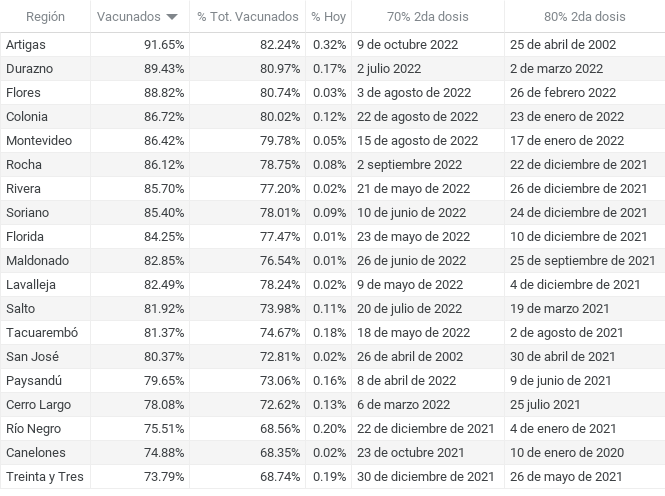 Región Vacunados % Tot. Vacunados % Hoy 70% 2da dosis 80% 2da dosis
Artigas 91.65% 82.24% 0.32% 9 de octubre 2022 25 de abril de 2002
Durazno 89.43% 80.97% 0.17% 2 julio 2022 2 de marzo 2022
Flores 88.82% 80.74% 0.03% 3 de agosto de 2022 26 de febrero 2022
Colonia 86.72% 80.02% 0.12% 22 de agosto de 2022 23 de enero de 2022
Montevideo 86.42% 79.78% 0.05% 15 de agosto de 2022 17 de enero de 2022
Rocha 86.12% 78.75% 0.08% 2 septiembre 2022 22 de diciembre de 2021
Rivera 85.70% 77.20% 0.02% 21 de mayo de 2022 26 de diciembre de 2021
Soriano 85.40% 78.01% 0.09% 10 de junio de 2022 24 de diciembre de 2021
Florida 84.25% 77.47% 0.01% 23 de mayo de 2022 10 de diciembre de 2021
Maldonado 82.85% 76.54% 0.01% 26 de junio de 2022 25 de septiembre de 2021
Lavalleja 82.49% 78.24% 0.02% 9 de mayo de 2022 4 de diciembre de 2021
Salto 81.92% 73.98% 0.11% 20 de julio de 2022 19 de marzo 2021
Tacuarembó 81.37% 74.67% 0.18% 18 de mayo de 2022 2 de agosto de 2021
San José 80.37% 72.81% 0.02% 26 de abril de 2002 30 de abril de 2021
Paysandú 79.65% 73.06% 0.16% 8 de abril de 2022 9 de junio de 2021
Cerro Largo 78.08% 72.62% 0.13% 6 de marzo de 2022 25 julio 2021
Río Negro 75.51% 68.56% 0.20% 22 de diciembre de 2021 4 de enero de 2021
Canelones 74.88% 68.35% 0.02% 23 de octubre 2021 10 de enero de 2020
Treinta y Tres 73.79% 68.74% 0.19% 30 de diciembre de 2021 26 de mayo de 2021